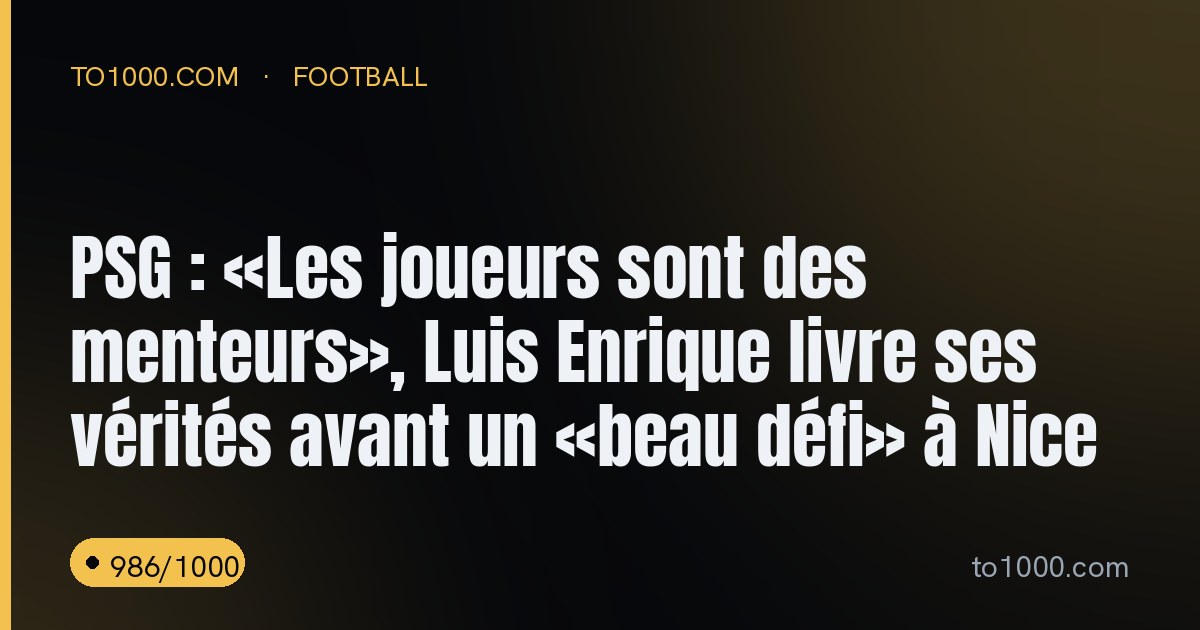 TO1000.COM · FOOTBALL
PSG : «Les joueurs sont des
menteurs», Luis Enrique livre ses
vérités avant un «beau défi» à Nice
986/1000
to1000.com